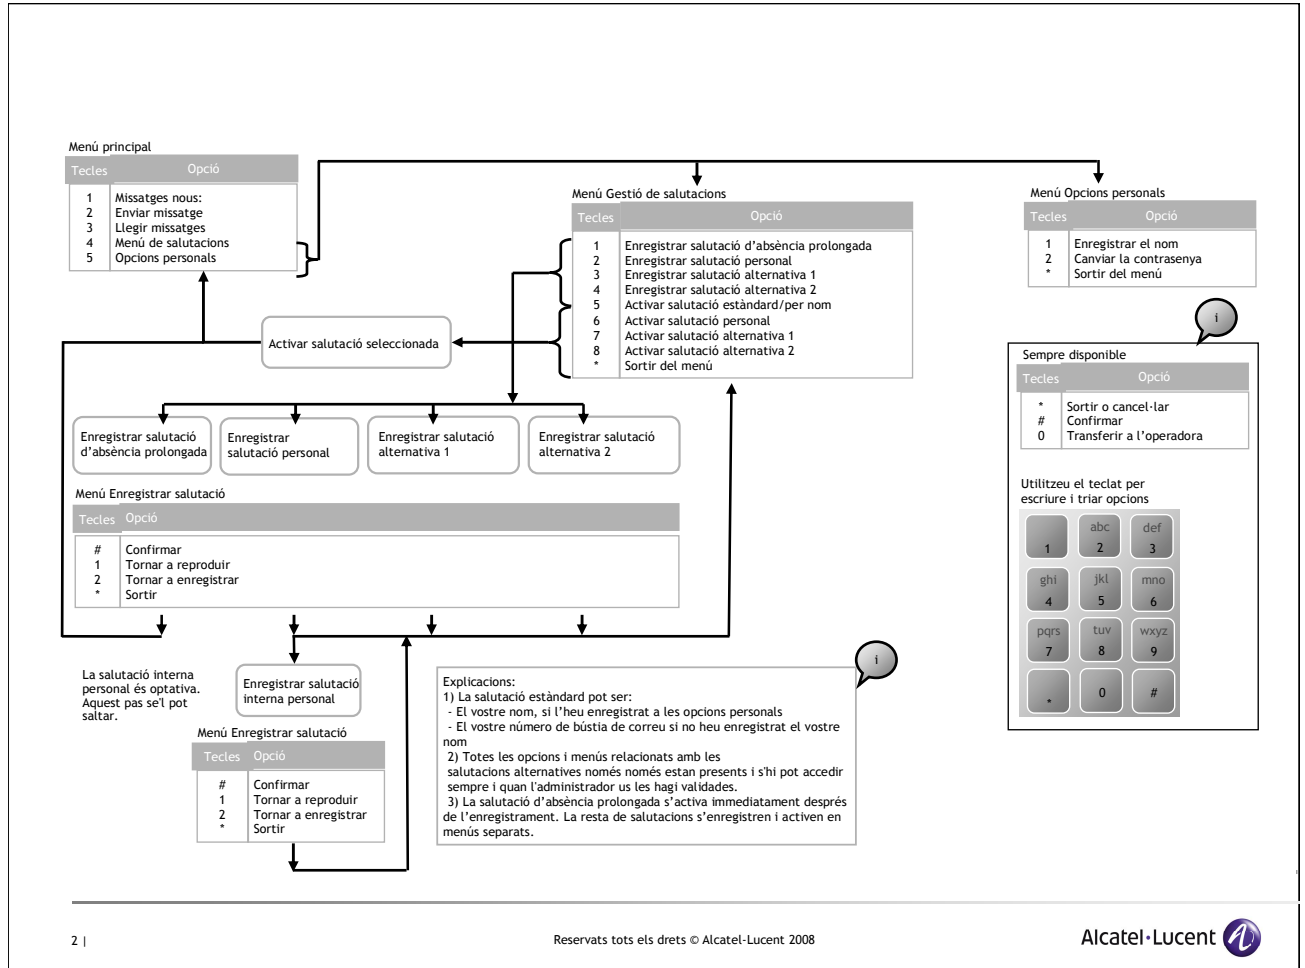 Menú principal
Tecles Opció
1 Missatges nous:
2 Enviar missatge
3 Llegir missatges
4 Menú de salutacions
5 Opcions personals
Menú Gestió de salutacions
Tecles Opció
1 Enregistrar salutació d’absència prolongada
2 Enregistrar salutació personal
3 Enregistrar salutació alternativa 1
4 Enregistrar salutació alternativa 2
5 Activar salutació estàndard/per nom
6 Activar salutació personal
7 Activar salutació alternativa 1
8 Activar salutació alternativa 2
* Sortir del menú
Menú Opcions personals
Tecles Opció
1 Enregistrar el nom
2 Canviar la contrasenya
* Sortir del menú
Activar salutació seleccionada
i
Sempre disponible
Tecles Opció
* Sortir o cancel·lar
# Confirmar
0 Transferir a l’operadora
Utilitzeu el teclat per
escriure i triar opcions
abc def
1 2 3
ghi jkl mno
4 5 6
pqrs tuv wxyz
7 8 9
* 0 #
Enregistrar salutació
d’absència prolongada
Enregistrar
salutació personal
Enregistrar salutació
alternativa 1
Enregistrar salutació
alternativa 2
Menú Enregistrar salutació
Tecles Opció
# Confirmar
1 Tornar a reproduir
2 Tornar a enregistrar
* Sortir
La salutació interna
personal és optativa.
Aquest pas se'l pot
saltar.
Enregistrar salutació
interna personal
Menú Enregistrar salutació
Tecles Opció
# Confirmar
1 Tornar a reproduir
2 Tornar a enregistrar
* Sortir
i
Explicacions:
1) La salutació estàndard pot ser:
- El vostre nom, si l’heu enregistrat a les opcions personals
- El vostre número de bústia de correu si no heu enregistrat el vostre
nom
2) Totes les opcions i menús relacionats amb les
salutacions alternatives només només estan presents i s'hi pot accedir
sempre i quan l'administrador us les hagi validades.
3) La salutació d’absència prolongada s’activa immediatament després
de l’enregistrament. La resta de salutacions s’enregistren i activen en
menús separats.
2 |
Reservats tots els drets © Alcatel-Lucent 2008
Alcatel·Lucent